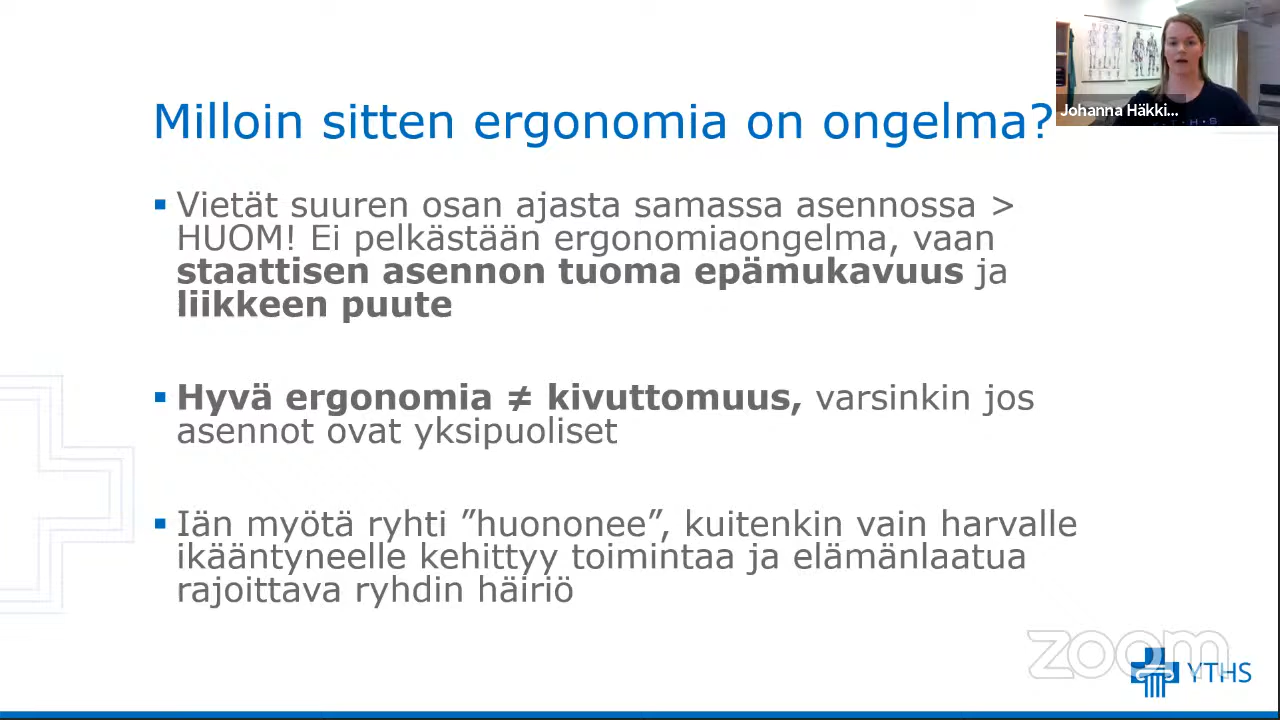 Milloin sitten ergonomia on ongelma?
Johanna Häkki...
Vietät suuren osan ajasta samassa asennossa >
HUOM! Ei pelkästään ergonomiaongelma, vaan
staattisen asennon tuoma epämukavuus ja
liikkeen puute
Hyvä ergonomia ≠ kivuttomuus, varsinkin jos
asennot ovat yksipuoliset
Iän myötä ryhti ”huononee”, kuitenkin vain harvalle
ikääntyneelle kehittyy toimintaa ja elämänlaatua
rajoittava ryhdin häiriö
zoom
YTHS